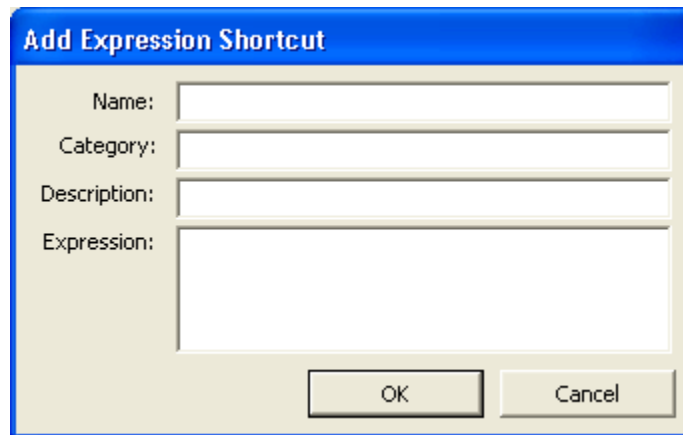 Add Expression Shortcut
Name:
Category:
Description:
Expression:
OK Cancel